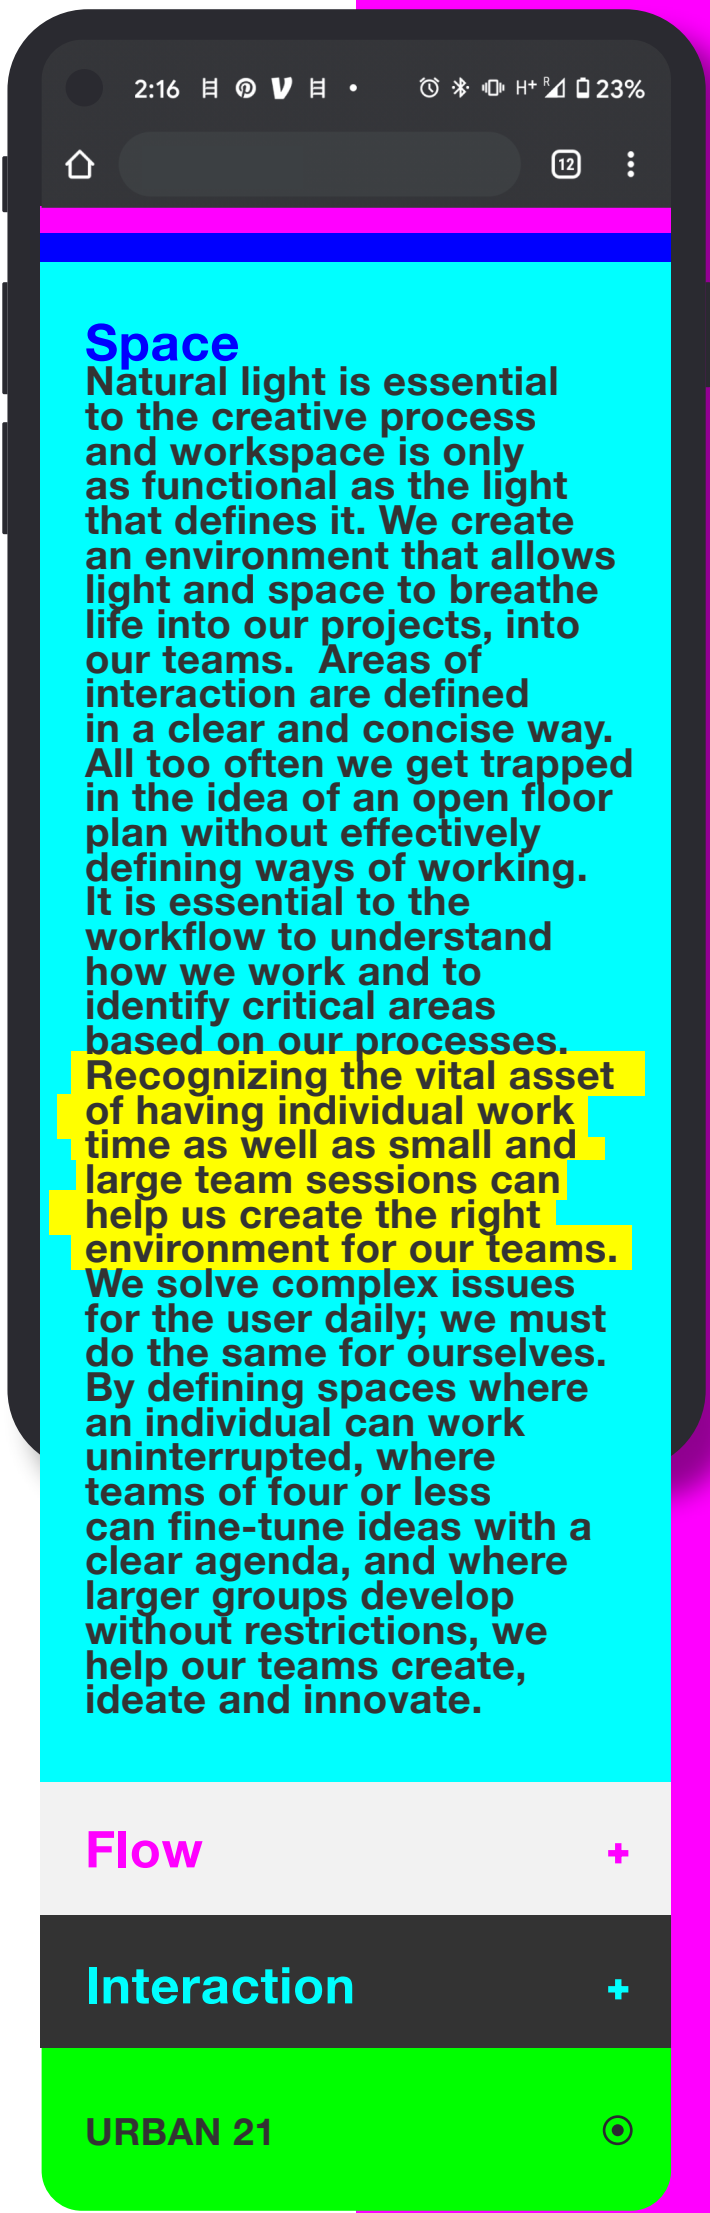 2:16
H+ R 23%
12
Space
Natural light is essential
to the creative process
and workspace is only
as functional as the light
that defines it. We create
an environment that allows
light and space to breathe
life into our projects, into
our teams.  Areas of
interaction are defined
in a clear and concise way.
All too often we get trapped
in the idea of an open floor
plan without effectively
defining ways of working.
It is essential to the
workflow to understand
how we work and to
identify critical areas
based on our processes.
Recognizing the vital asset
of having individual work
time as well as small and
large team sessions can
help us create the right
environment for our teams.
We solve complex issues
for the user daily; we must
do the same for ourselves.
By defining spaces where
an individual can work
uninterrupted, where
teams of four or less
can fine-tune ideas with a
clear agenda, and where
larger groups develop
without restrictions, we
help our teams create,
ideate and innovate.
Flow +
Interaction +
URBAN 21